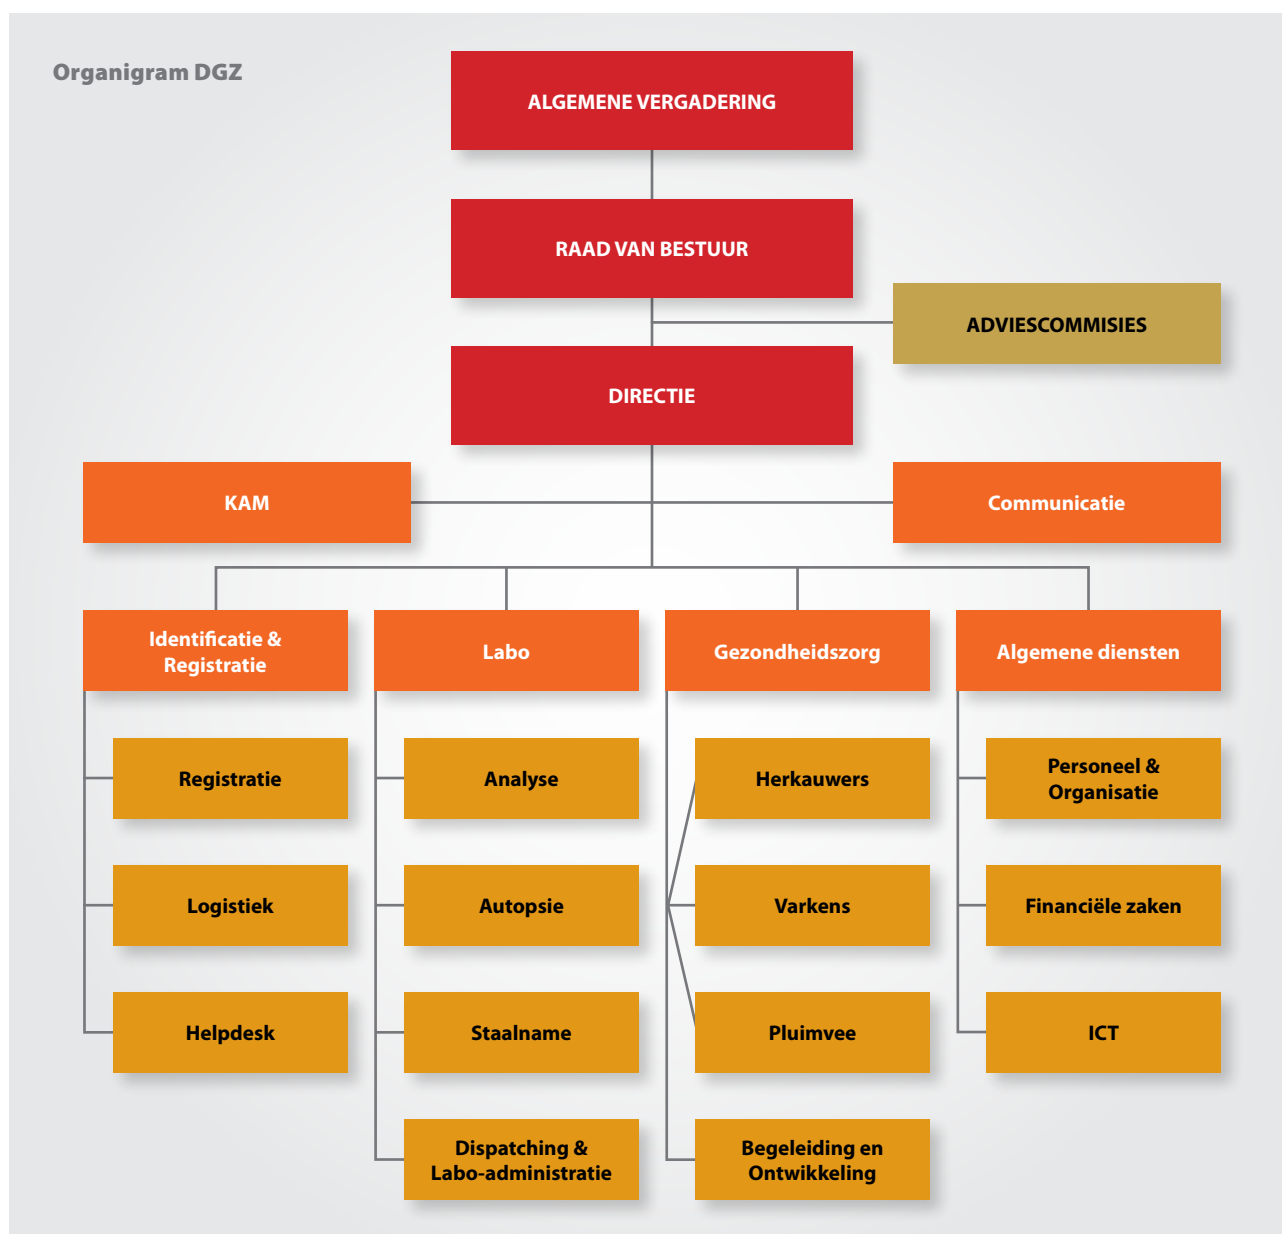 Organigram DGZ
ALGEMENE VERGADERING
RAAD VAN BESTUUR
ADVIESCOMMISIES
DIRECTIE
KAM
Communicatie
Identificatie &
Registratie
Labo
Gezondheidszorg
Algemene diensten
Registratie
Analyse
Herkauwers
Personeel &
Organisatie
Logistiek
Autopsie
Varkens
Financiële zaken
Helpdesk
Staalname
Pluimvee
ICT
Dispatching &
Labo-administratie
Begeleiding en
Ontwikkeling